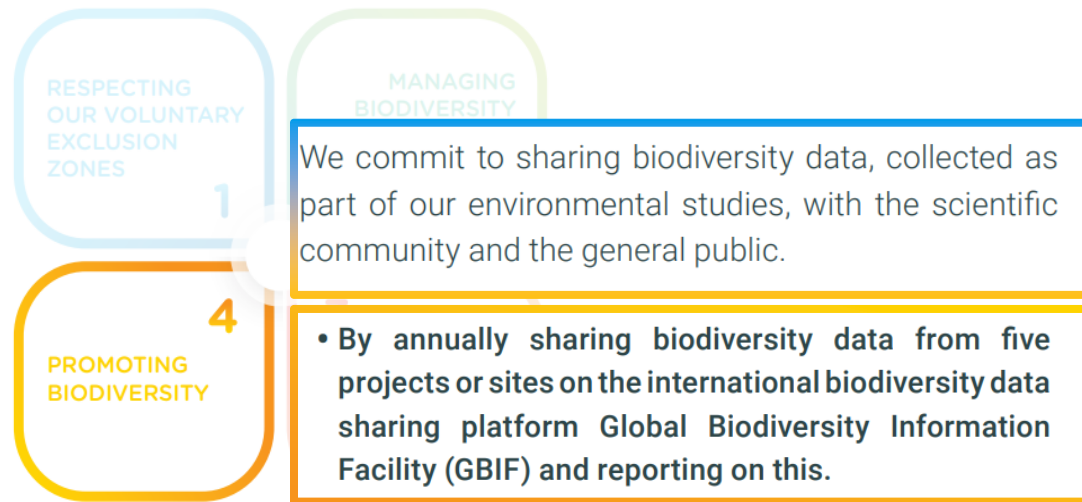 RESPECTING
OUR VOLUNTARY
EXCLUSION
ZONES
1
MANAGING
BIODIVERSITY
We commit to sharing biodiversity data, collected as
part of our environmental studies, with the scientific
community and the general public.
4
PROMOTING
BIODIVERSITY
• By annually sharing biodiversity data from five
projects or sites on the international biodiversity data
sharing platform Global Biodiversity Information
Facility (GBIF) and reporting on this.